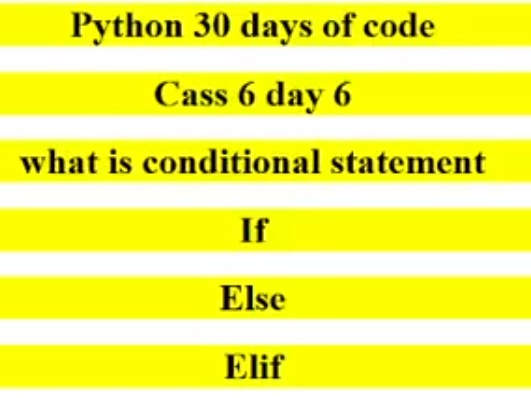 Python 30 days of code
Cass 6 day 6
what is conditional statement
If
Else
Elif